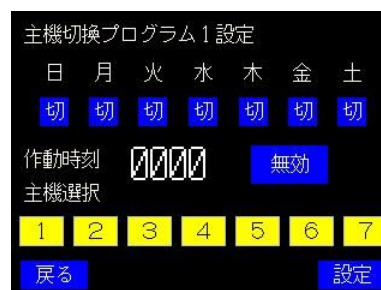 主機切換プログラム1設定
日 月 火 水 木 金 土
切 切 切 切 切 切 切
作動時刻 0000 無効
主機選択
1 2 3 4 5 6 7
戻る 設定